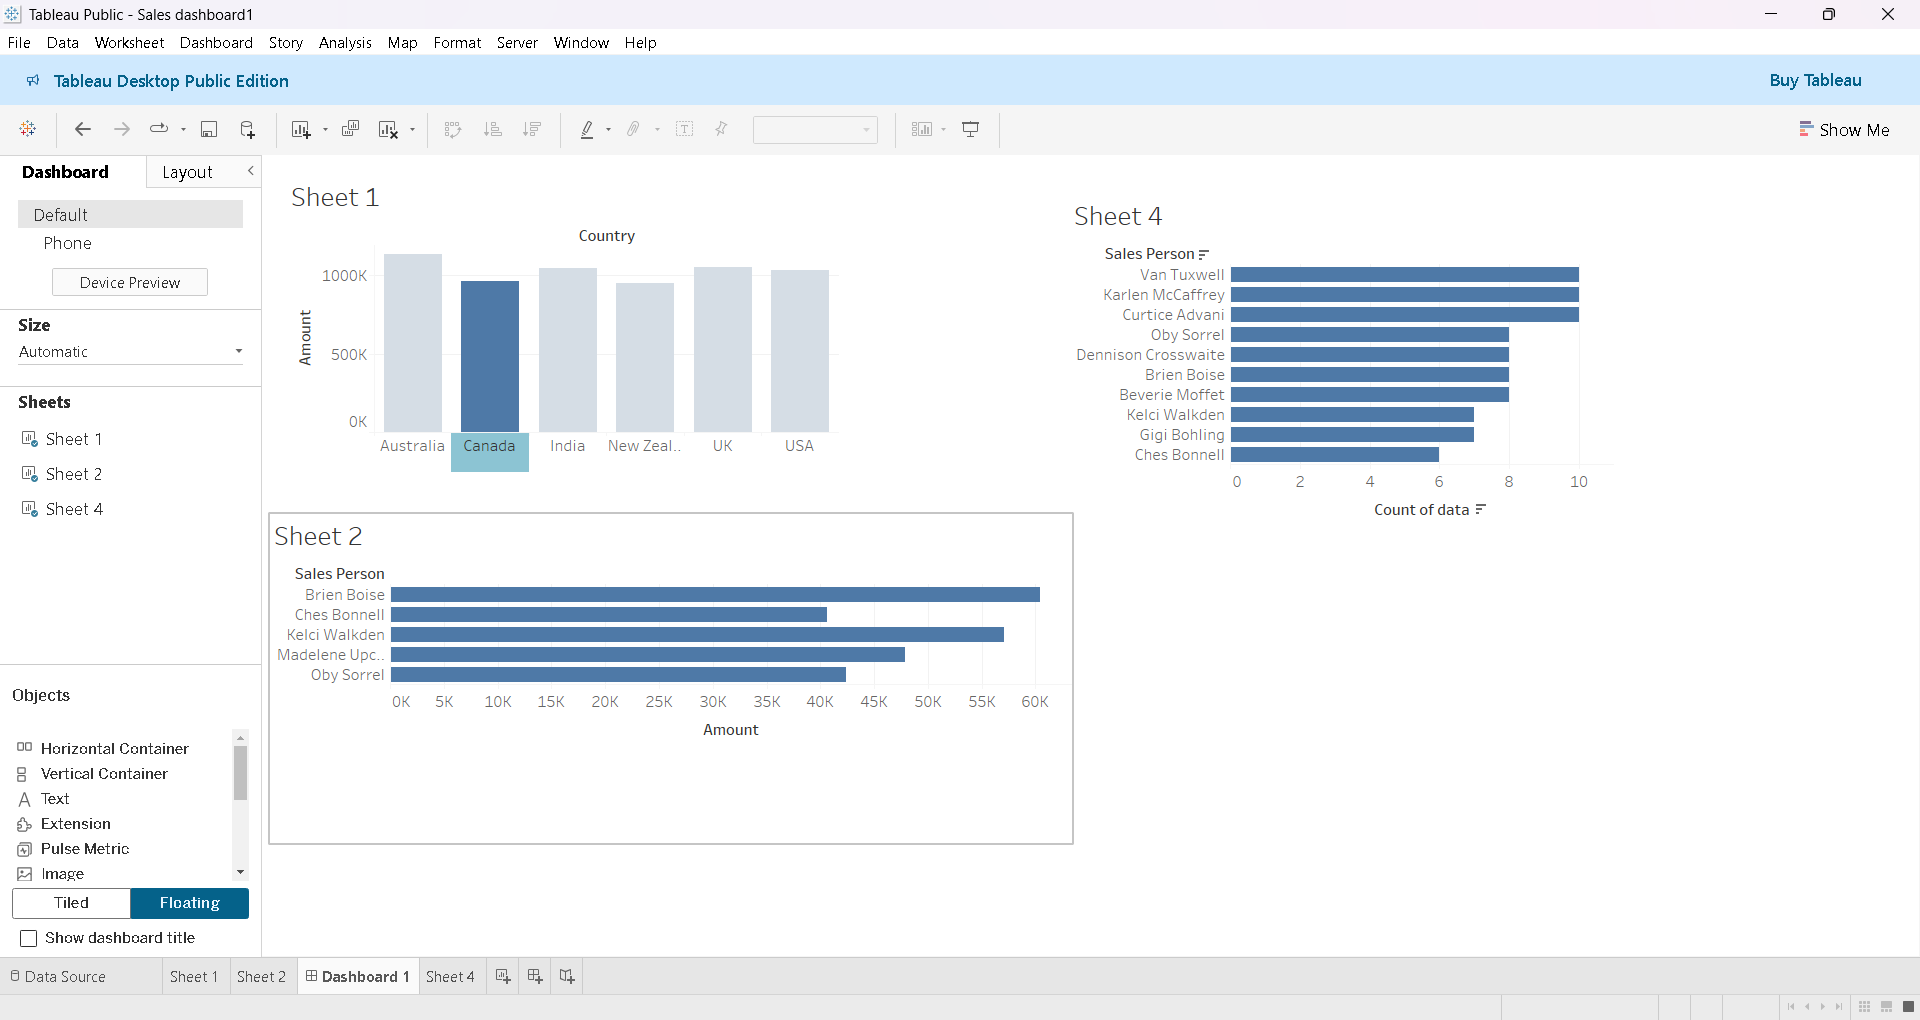 Tableau Public - Sales dashboard1
File Data Worksheet Dashboard Story Analysis Map Format Server Window Help
Tableau Desktop Public Edition
Buy Tableau
Show Me
Dashboard
Layout
Default
Phone
Device Preview
Size
Automatic
Sheets
Sheet 1
Sheet 2
Sheet 4
Objects
Horizontal Container
Vertical Container
Text
Extension
Pulse Metric
Image
Tiled
Floating
Show dashboard title
Sheet 1
Country
Amount
1000K
500K
0K
Australia Canada India New Zeal.. UK USA
Sheet 4
Sales Person
Van Tuxwell
Karlen McCaffrey
Curtice Advani
Oby Sorrel
Dennison Crosswaite
Brien Boise
Beverie Moffet
Kelci Walkden
Gigi Bohling
Ches Bonnell
0 2 4 6 8 10
Count of data
Sheet 2
Sales Person
Brien Boise
Ches Bonnell
Kelci Walkden
Madelene Upc..
Oby Sorrel
0K 5K 10K 15K 20K 25K 30K 35K 40K 45K 50K 55K 60K
Amount
Data Source Sheet 1 Sheet 2 Dashboard 1 Sheet 4